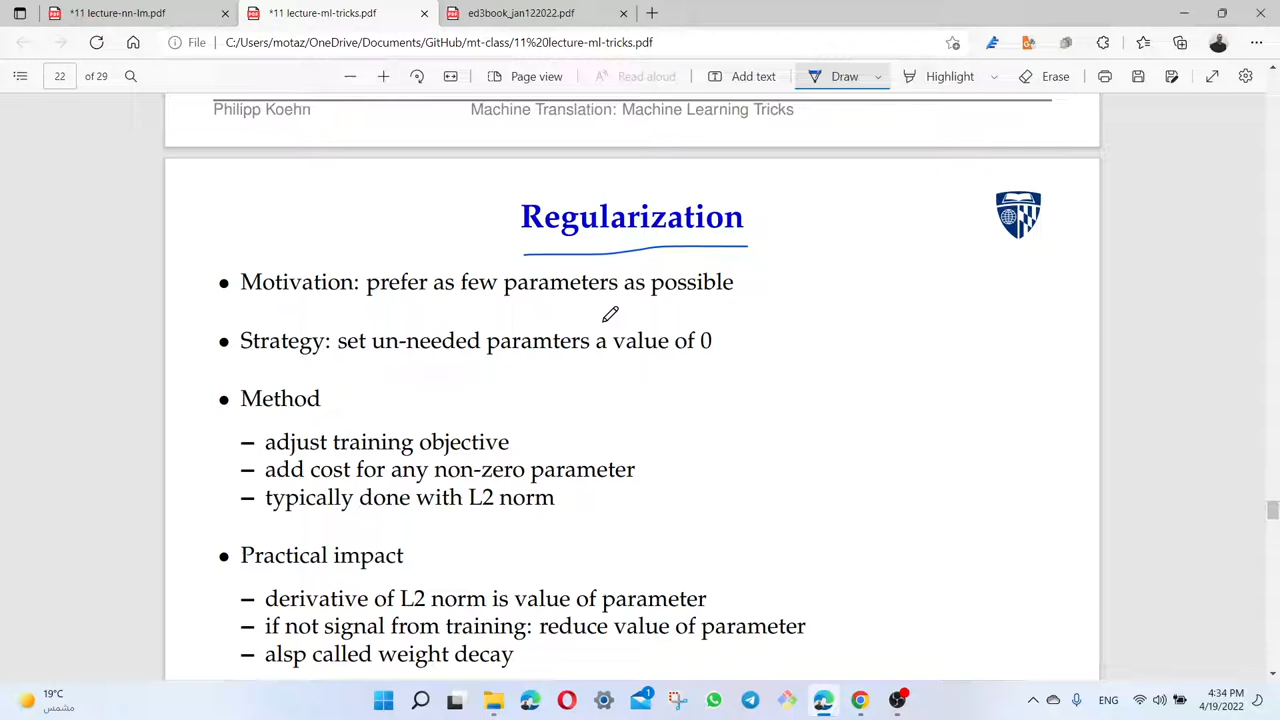 *11 lecture-nn-lm.pdf
*11 lecture-ml-tricks.pdf
ed3book_jan122022.pdf
File C:/Users/motaz/OneDrive/Documents/GitHub/mt-class/11%20lecture-ml-tricks.pdf
22 of 29 Page view Read aloud Add text Draw Highlight Erase
Philipp Koehn Machine Translation: Machine Learning Tricks
Regularization
• Motivation: prefer as few parameters as possible
• Strategy: set un-needed paramters a value of 0
• Method
– adjust training objective
– add cost for any non-zero parameter
– typically done with L2 norm
• Practical impact
– derivative of L2 norm is value of parameter
– if not signal from training: reduce value of parameter
– alsp called weight decay
19°C
مشمس
1
ENG
4:34 PM
4/19/2022